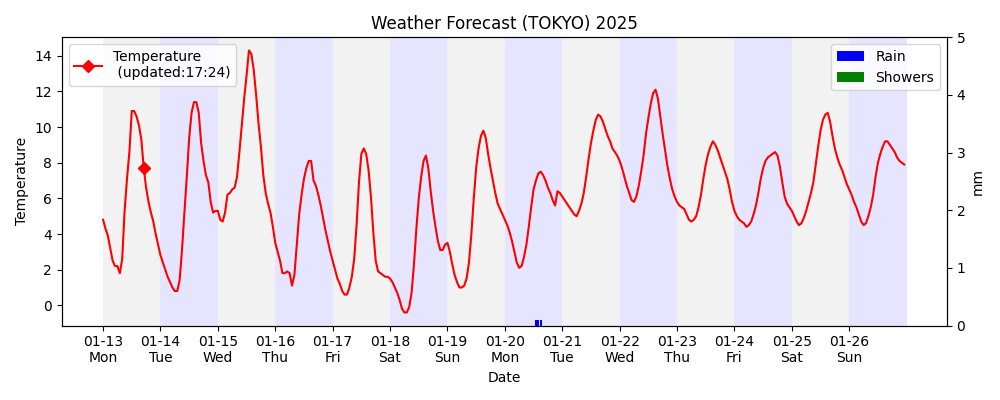 Weather Forecast (TOKYO) 2025
Temperature
(updated:17:24)
Rain
Showers
Temperature
14
12
10
8
6
4
2
0
5
4
3
2
1
0
mm
01-13 01-14 01-15 01-16 01-17 01-18 01-19 01-20 01-21 01-22 01-23 01-24 01-25 01-26
Mon Tue Wed Thu Fri Sat Sun Mon Tue Wed Thu Fri Sat Sun
Date